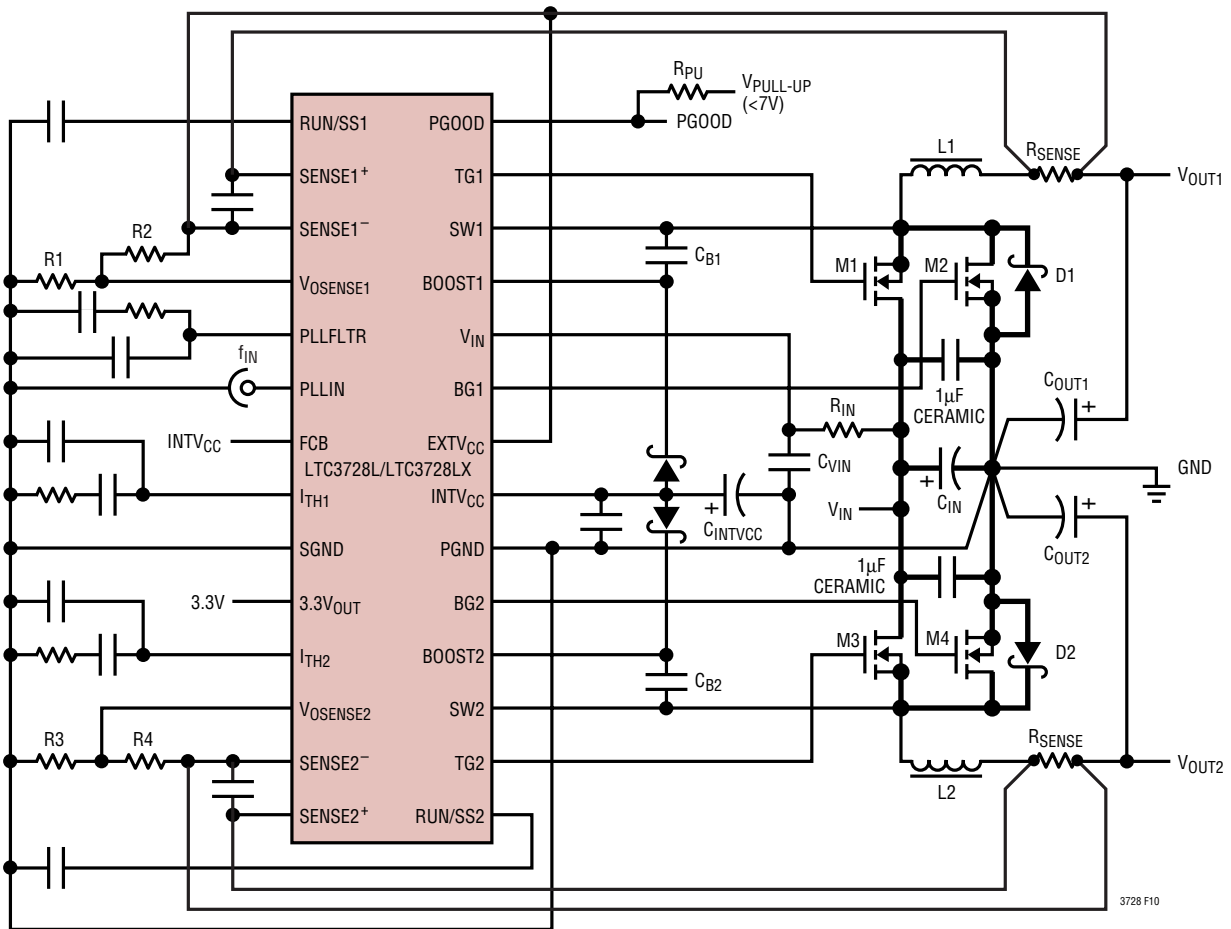 RPU
VPULL-UP
(<7V)
RUN/SS1
PGOOD
PGOOD
L1
RSENSE
SENSE1+
TG1
VOUT1
R2
SENSE1–
SW1
CB1
R1
M1
M2
D1
VOSENSE1
BOOST1
PLLFLTR
VIN
fIN
PLLIN
BG1
1μF
CERAMIC
COUT1
RIN
INTVCC
FCB
EXTVCC
CVIN
GND
LTC3728L/LTC3728LX
ITH1
INTVCC
+
CINTVCC
+
CIN
+
VIN
SGND
PGND
COUT2
+
1μF
CERAMIC
3.3V
3.3VOUT
BG2
M3
M4
D2
ITH2
BOOST2
CB2
VOSENSE2
SW2
R3
R4
RSENSE
SENSE2–
TG2
VOUT2
L2
SENSE2+
RUN/SS2
3728 F10